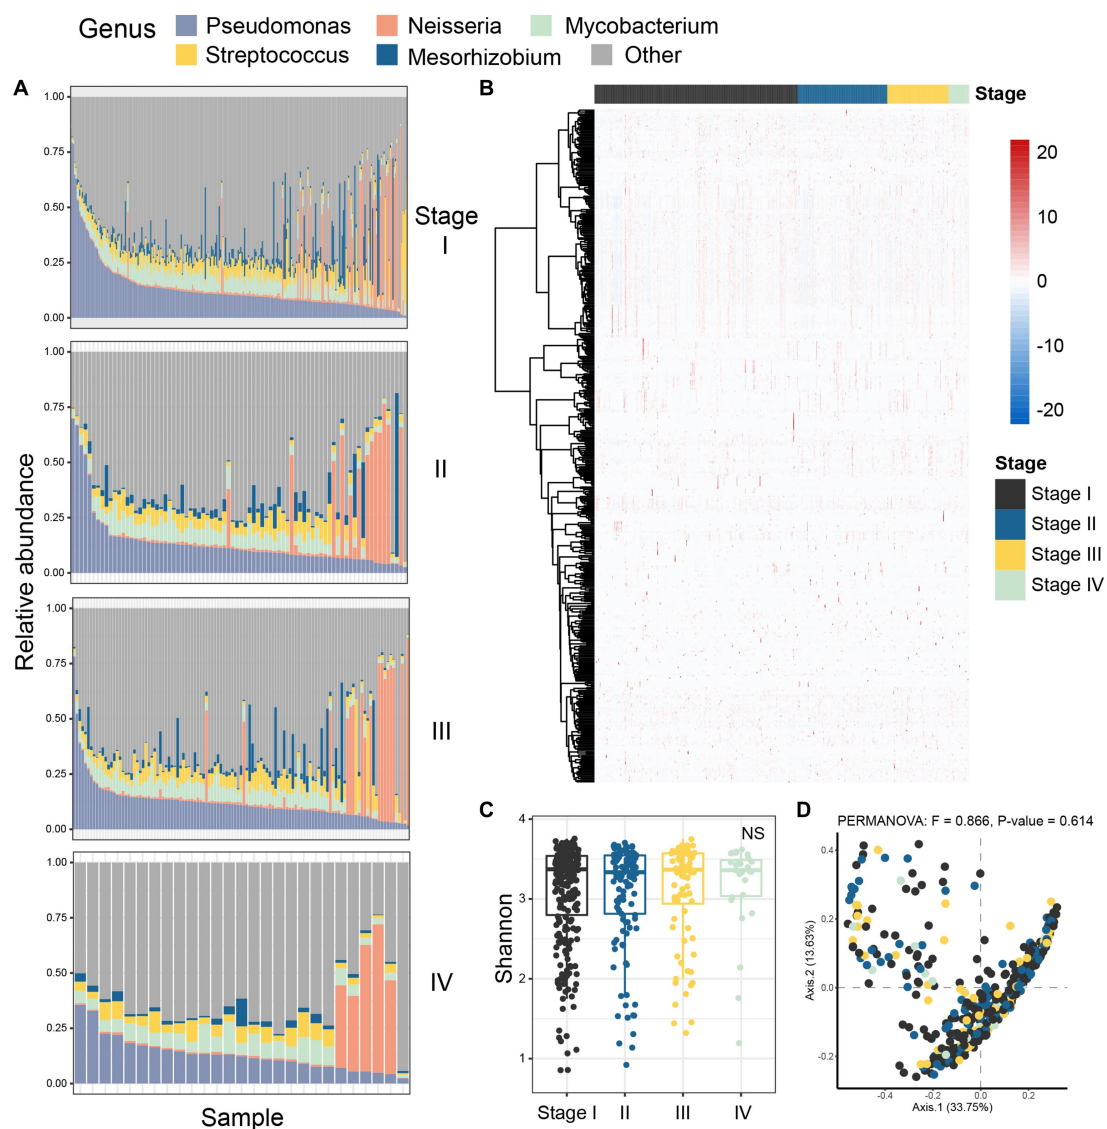 Genus Pseudomonas Neisseria Mycobacterium
Streptococcus Mesorhizobium Other
A
1.00
0.75
0.50
0.25
0.00
Stage
I
1.00
0.75
0.50
0.25
0.00
II
1.00
0.75
0.50
0.25
0.00
III
1.00
0.75
0.50
0.25
0.00
IV
Relative abundance
Sample
B
Stage
20
10
0
-10
-20
Stage
Stage I
Stage II
Stage III
Stage IV
C
NS
4
3
2
1
Shannon
Stage I II III IV
D
PERMANOVA: F = 0.866, P-value = 0.614
0.4
0.2
0.0
-0.2
Axis.2 (13.63%)
-0.4 -0.2 0.0 0.2
Axis.1 (33.75%)